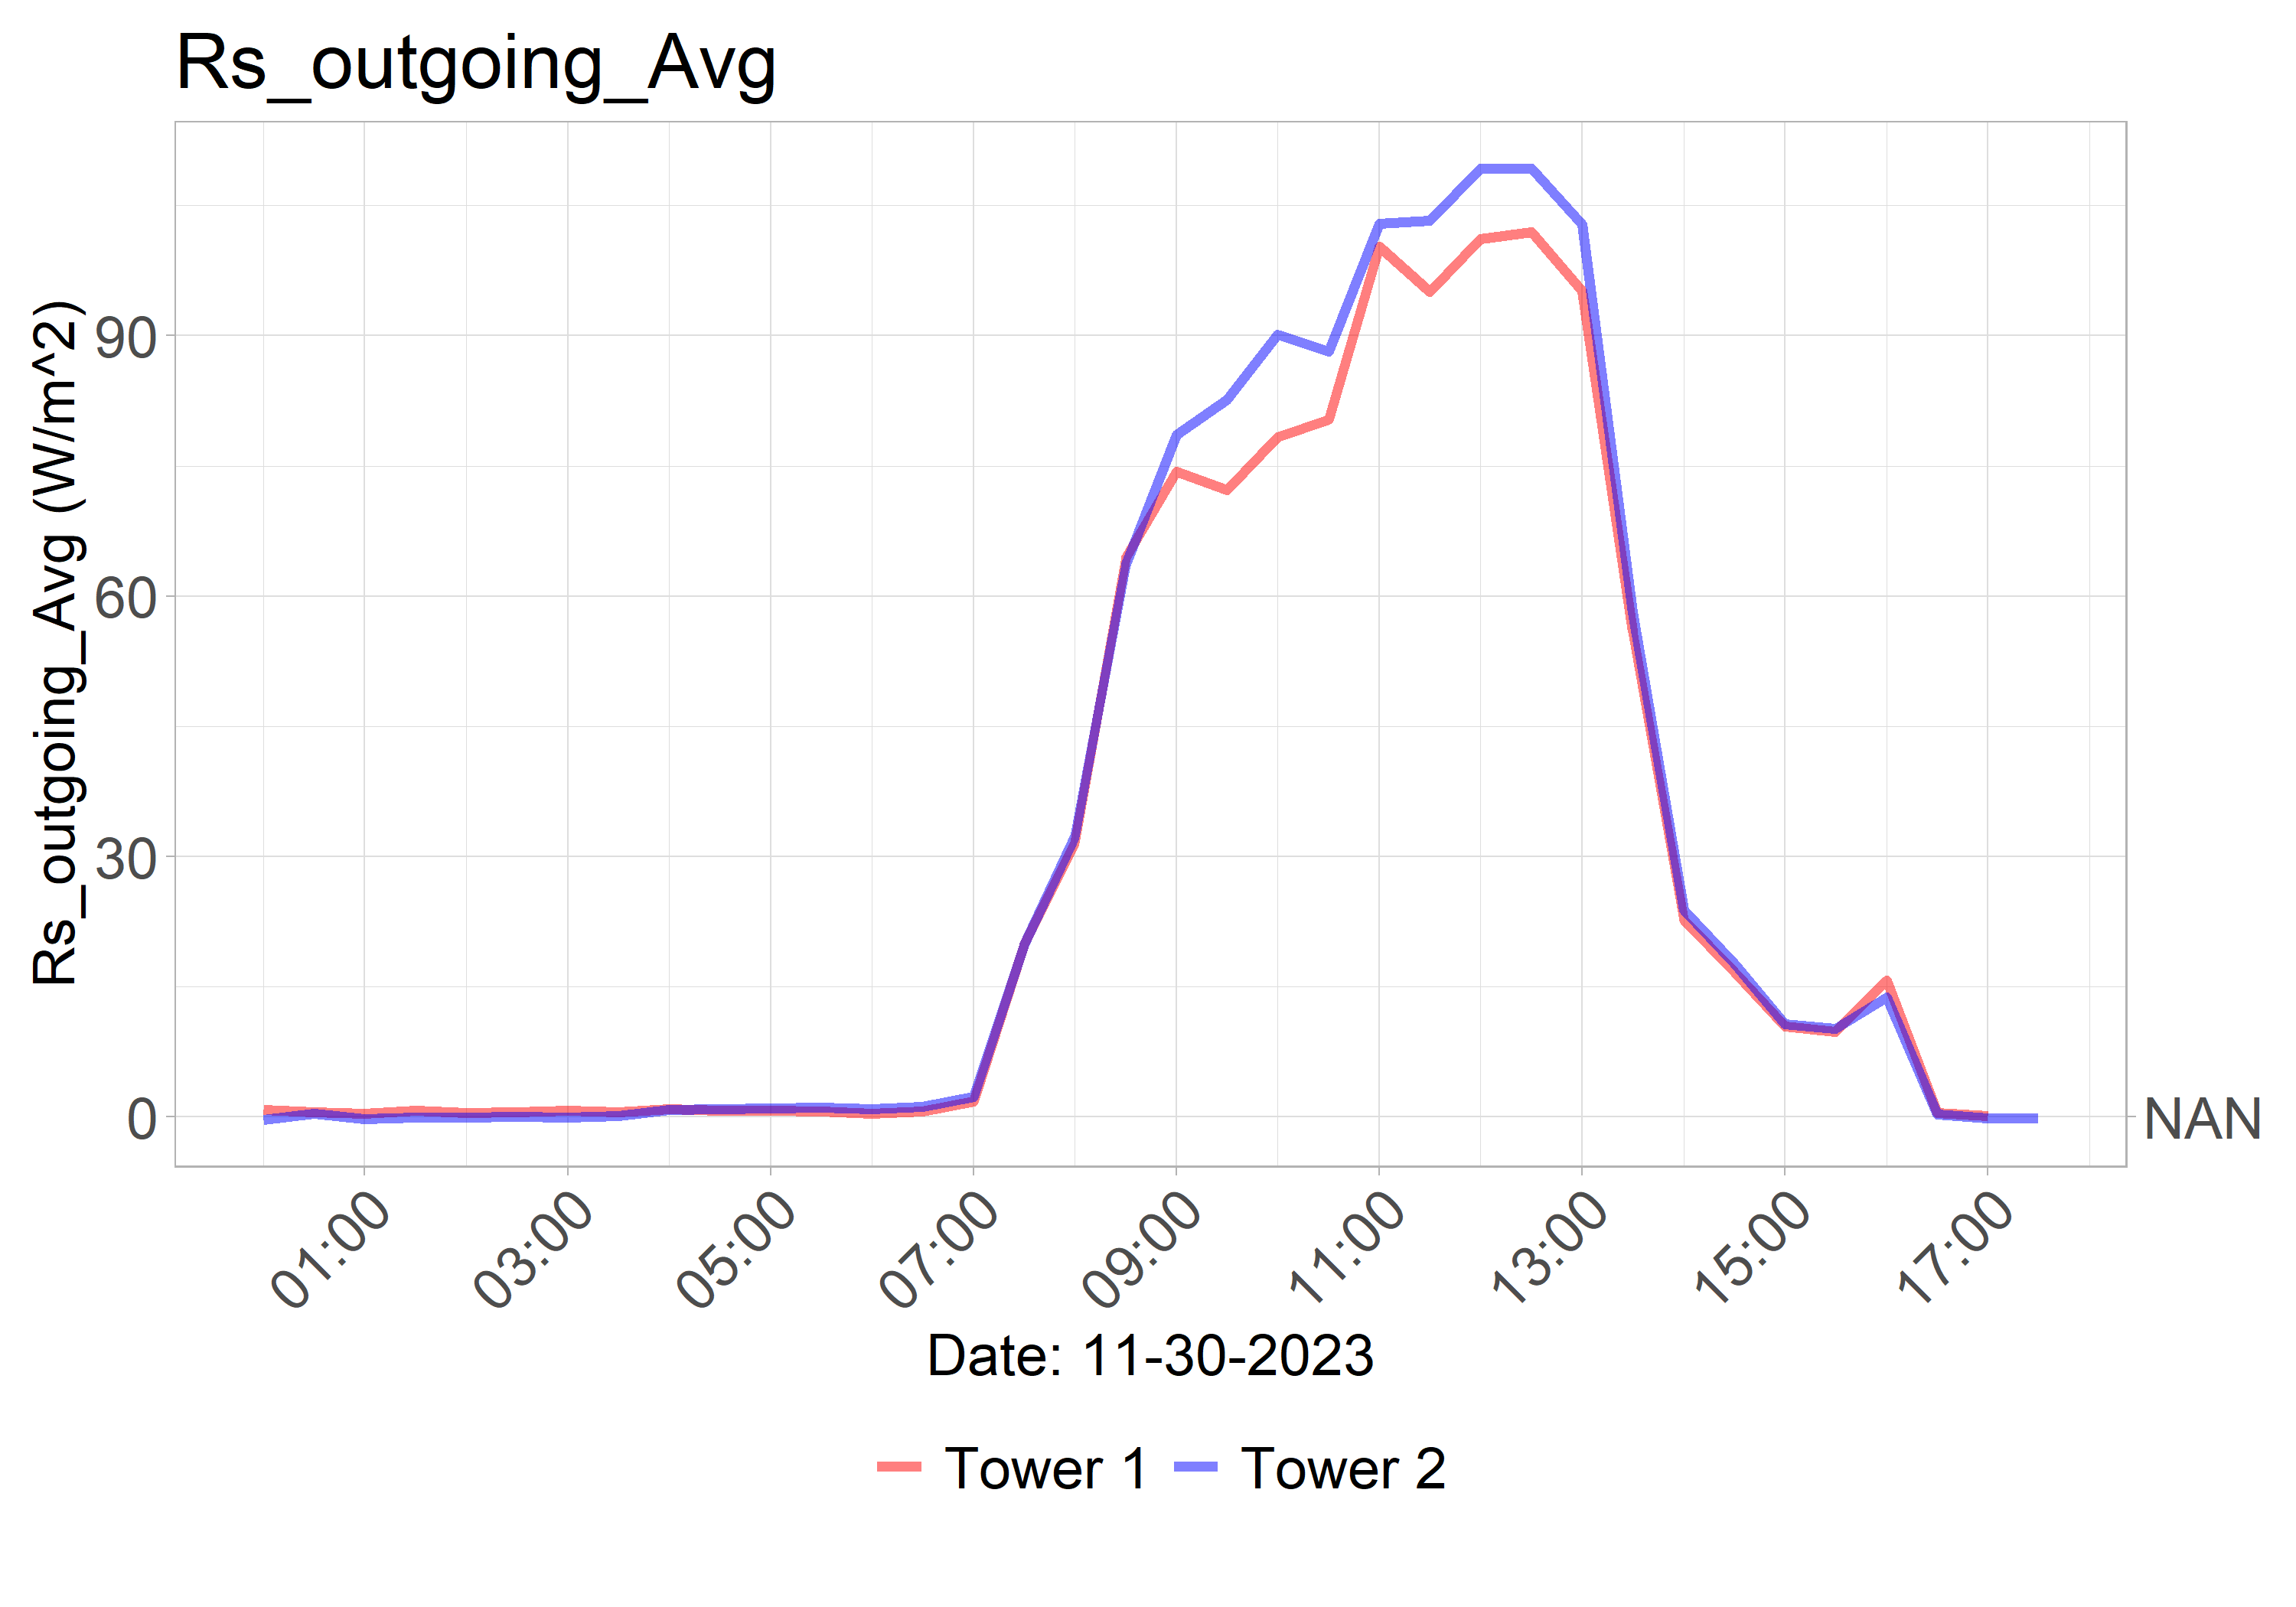 Rs_outgoing_Avg
Rs_outgoing_Avg (W/m^2)
90
60
30
0
NAN
01:00 03:00 05:00 07:00 09:00 11:00 13:00 15:00 17:00
Date: 11-30-2023
Tower 1 Tower 2